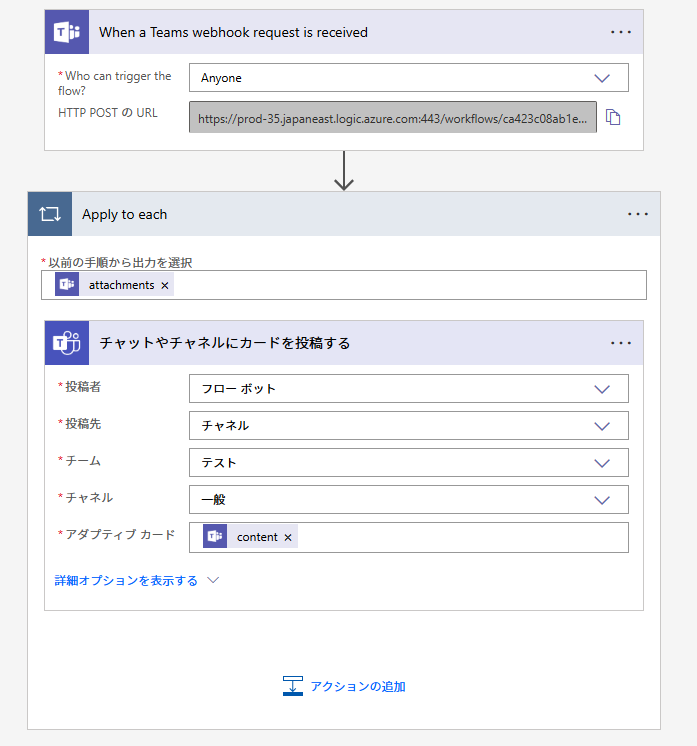 When a Teams webhook request is received
*Who can trigger the
flow?
Anyone
HTTP POST の URL
https://prod-35.japaneast.logic.azure.com:443/workflows/ca423c08ab1e...
Apply to each
*以前の手順から出力を選択
attachments ×
チャットやチャネルにカードを投稿する
*投稿者
フロー ボット
*投稿先
チャネル
*チーム
テスト
*チャネル
一般
*アダプティブ カード
content ×
詳細オプションを表示する
アクションの追加